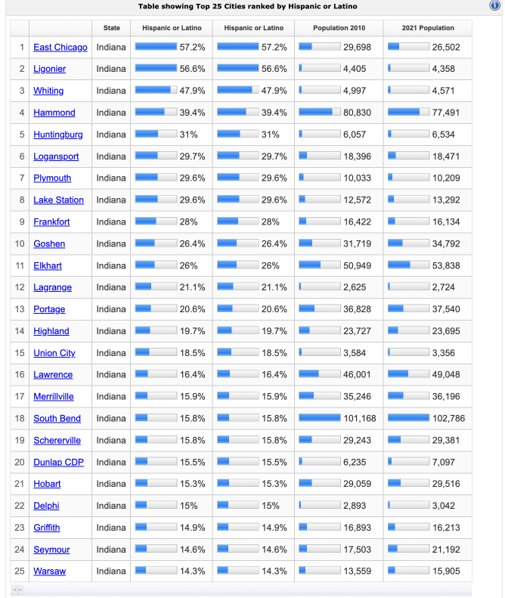 Table showing Top 25 Cities ranked by Hispanic or Latino
State Hispanic or Latino Hispanic or Latino Population 2010 2021 Population
1 East Chicago Indiana 57.2% 57.2% 29,698 26,502
2 Ligonier Indiana 56.6% 56.6% 4,405 4,358
3 Whiting Indiana 47.9% 47.9% 4,997 4,571
4 Hammond Indiana 39.4% 39.4% 80,830 77,491
5 Huntingburg Indiana 31% 31% 6,057 6,534
6 Logansport Indiana 29.7% 29.7% 18,396 18,471
7 Plymouth Indiana 29.6% 29.6% 10,033 10,209
8 Lake Station Indiana 29.6% 29.6% 12,572 13,292
9 Frankfort Indiana 28% 28% 16,422 16,134
10 Goshen Indiana 26.4% 26.4% 31,719 34,792
11 Elkhart Indiana 26% 26% 50,949 53,838
12 Lagrange Indiana 21.1% 21.1% 2,625 2,724
13 Portage Indiana 20.6% 20.6% 36,828 37,540
14 Highland Indiana 19.7% 19.7% 23,727 23,695
15 Union City Indiana 18.5% 18.5% 3,584 3,356
16 Lawrence Indiana 16.4% 16.4% 46,001 49,048
17 Merrillville Indiana 15.9% 15.9% 35,246 36,196
18 South Bend Indiana 15.8% 15.8% 101,168 102,786
19 Schererville Indiana 15.8% 15.8% 29,243 29,381
20 Dunlap CDP Indiana 15.5% 15.5% 6,235 7,097
21 Hobart Indiana 15.3% 15.3% 29,059 29,516
22 Delphi Indiana 15% 15% 2,893 3,042
23 Griffith Indiana 14.9% 14.9% 16,893 16,213
24 Seymour Indiana 14.6% 14.6% 17,503 21,192
25 Warsaw Indiana 14.3% 14.3% 13,559 15,905